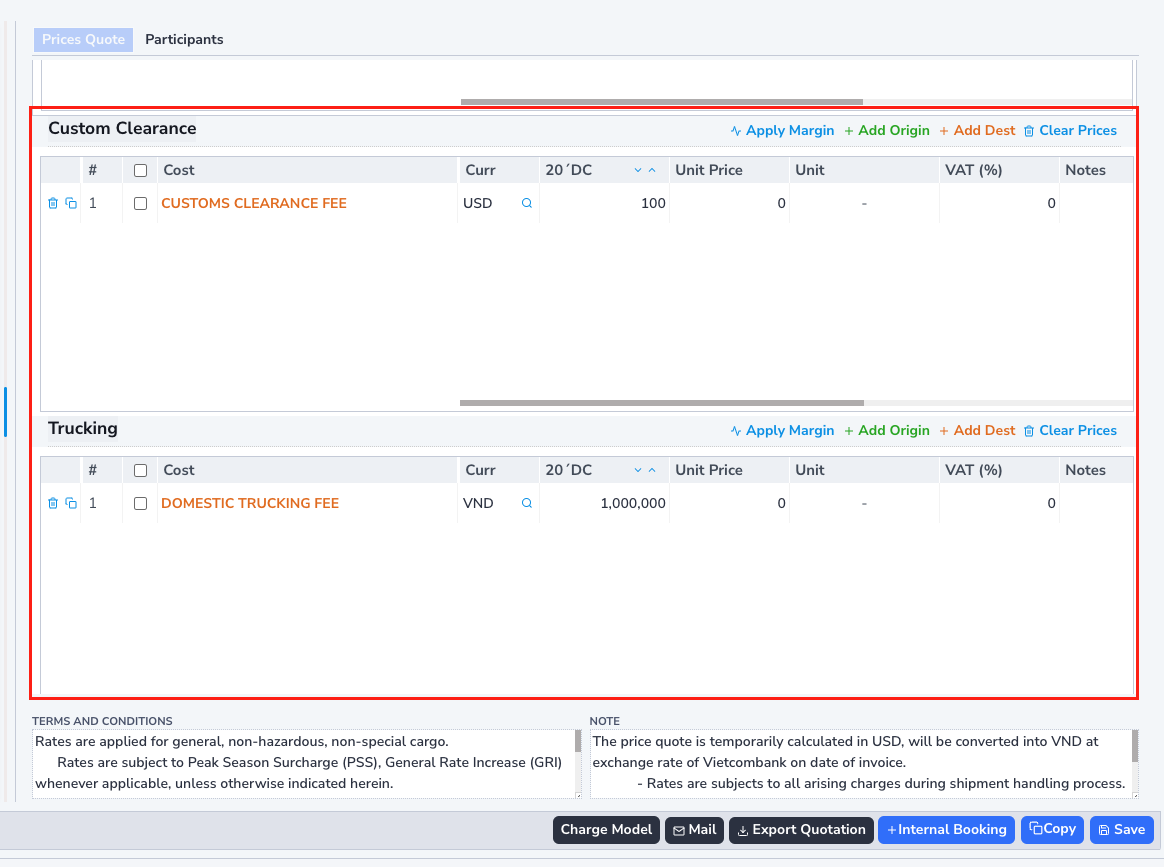 Prices Quote Participants
Custom Clearance Apply Margin + Add Origin + Add Dest Clear Prices
# Cost Curr 20´DC Unit Price Unit VAT (%) Notes
1 CUSTOMS CLEARANCE FEE USD 100 0 - 0
Trucking Apply Margin + Add Origin + Add Dest Clear Prices
# Cost Curr 20´DC Unit Price Unit VAT (%) Notes
1 DOMESTIC TRUCKING FEE VND 1,000,000 0 - 0
TERMS AND CONDITIONS
Rates are applied for general, non-hazardous, non-special cargo.
Rates are subject to Peak Season Surcharge (PSS), General Rate Increase (GRI)
whenever applicable, unless otherwise indicated herein.
NOTE
The price quote is temporarily calculated in USD, will be converted into VND at
exchange rate of Vietcombank on date of invoice.
- Rates are subjects to all arising charges during shipment handling process.
Charge Model Mail Export Quotation +Internal Booking Copy Save